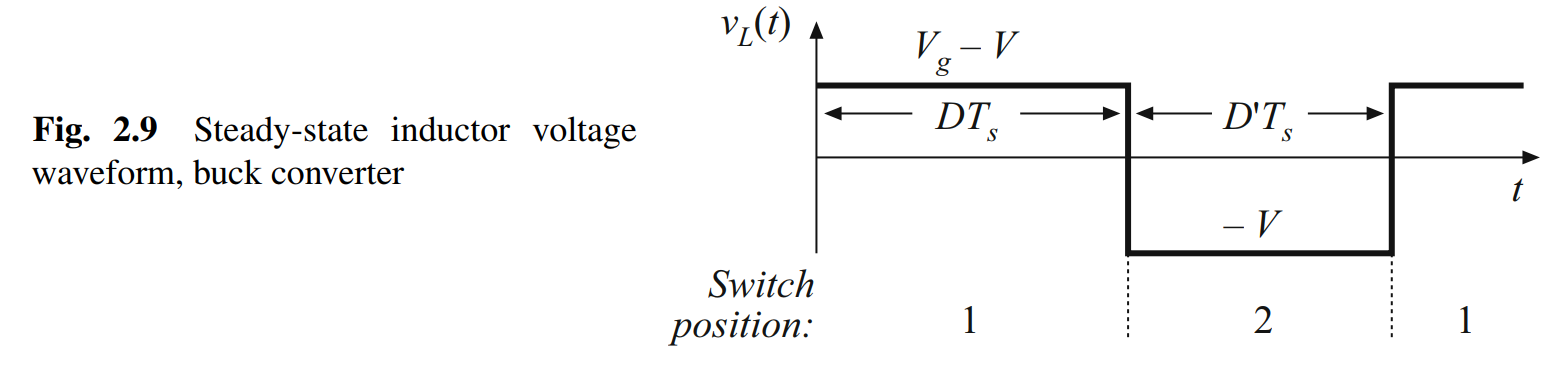 Fig. 2.9 Steady-state inductor voltage
waveform, buck converter
v_L(t)
V_g – V
DT_s
D'T_s
t
– V
Switch
position:
1
2
1